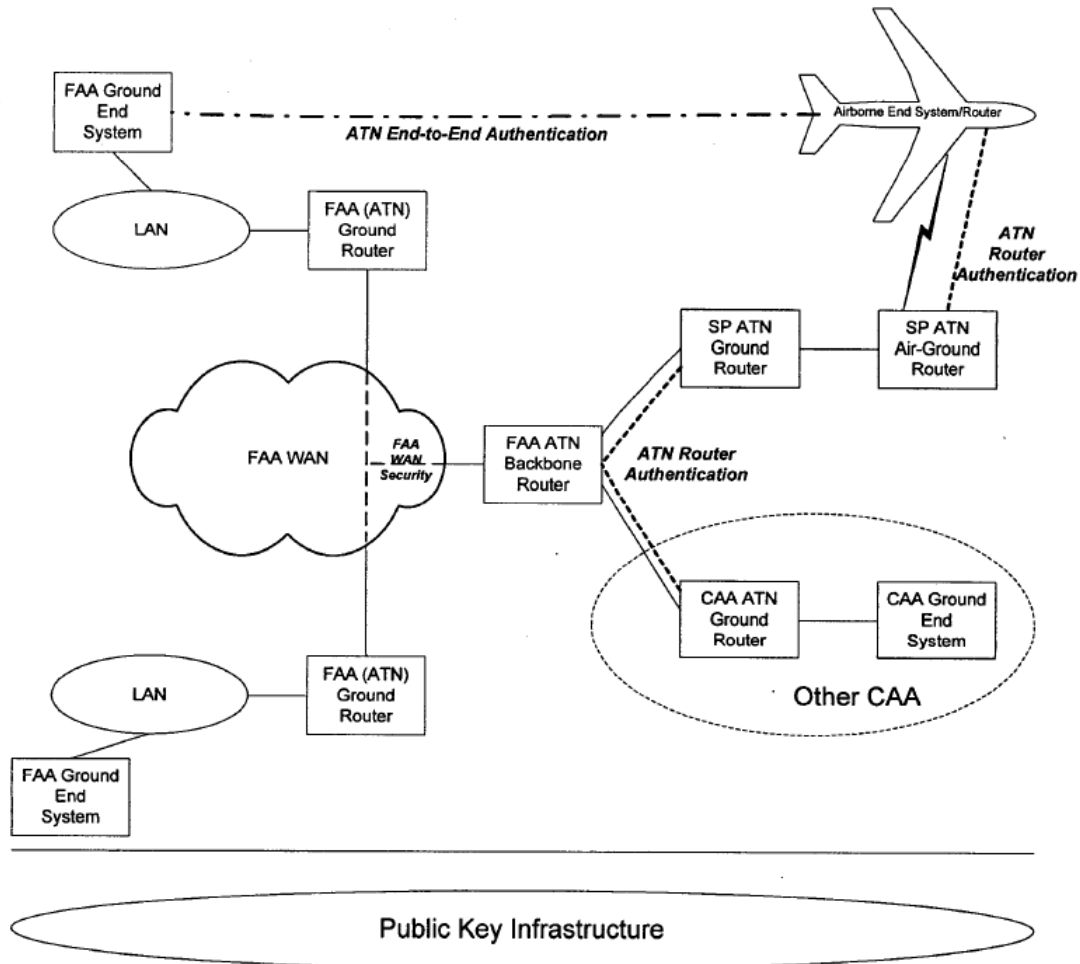 FAA Ground
End
System
ATN End-to-End Authentication
Airborne End System/Router
LAN
FAA (ATN)
Ground
Router
ATN
Router
Authentication
SP ATN
Ground
Router
SP ATN
Air-Ground
Router
FAA WAN
FAA
WAN
Security
FAA ATN
Backbone
Router
ATN Router
Authentication
CAA ATN
Ground
Router
CAA Ground
End
System
Other CAA
LAN
FAA (ATN)
Ground
Router
FAA Ground
End
System
Public Key Infrastructure